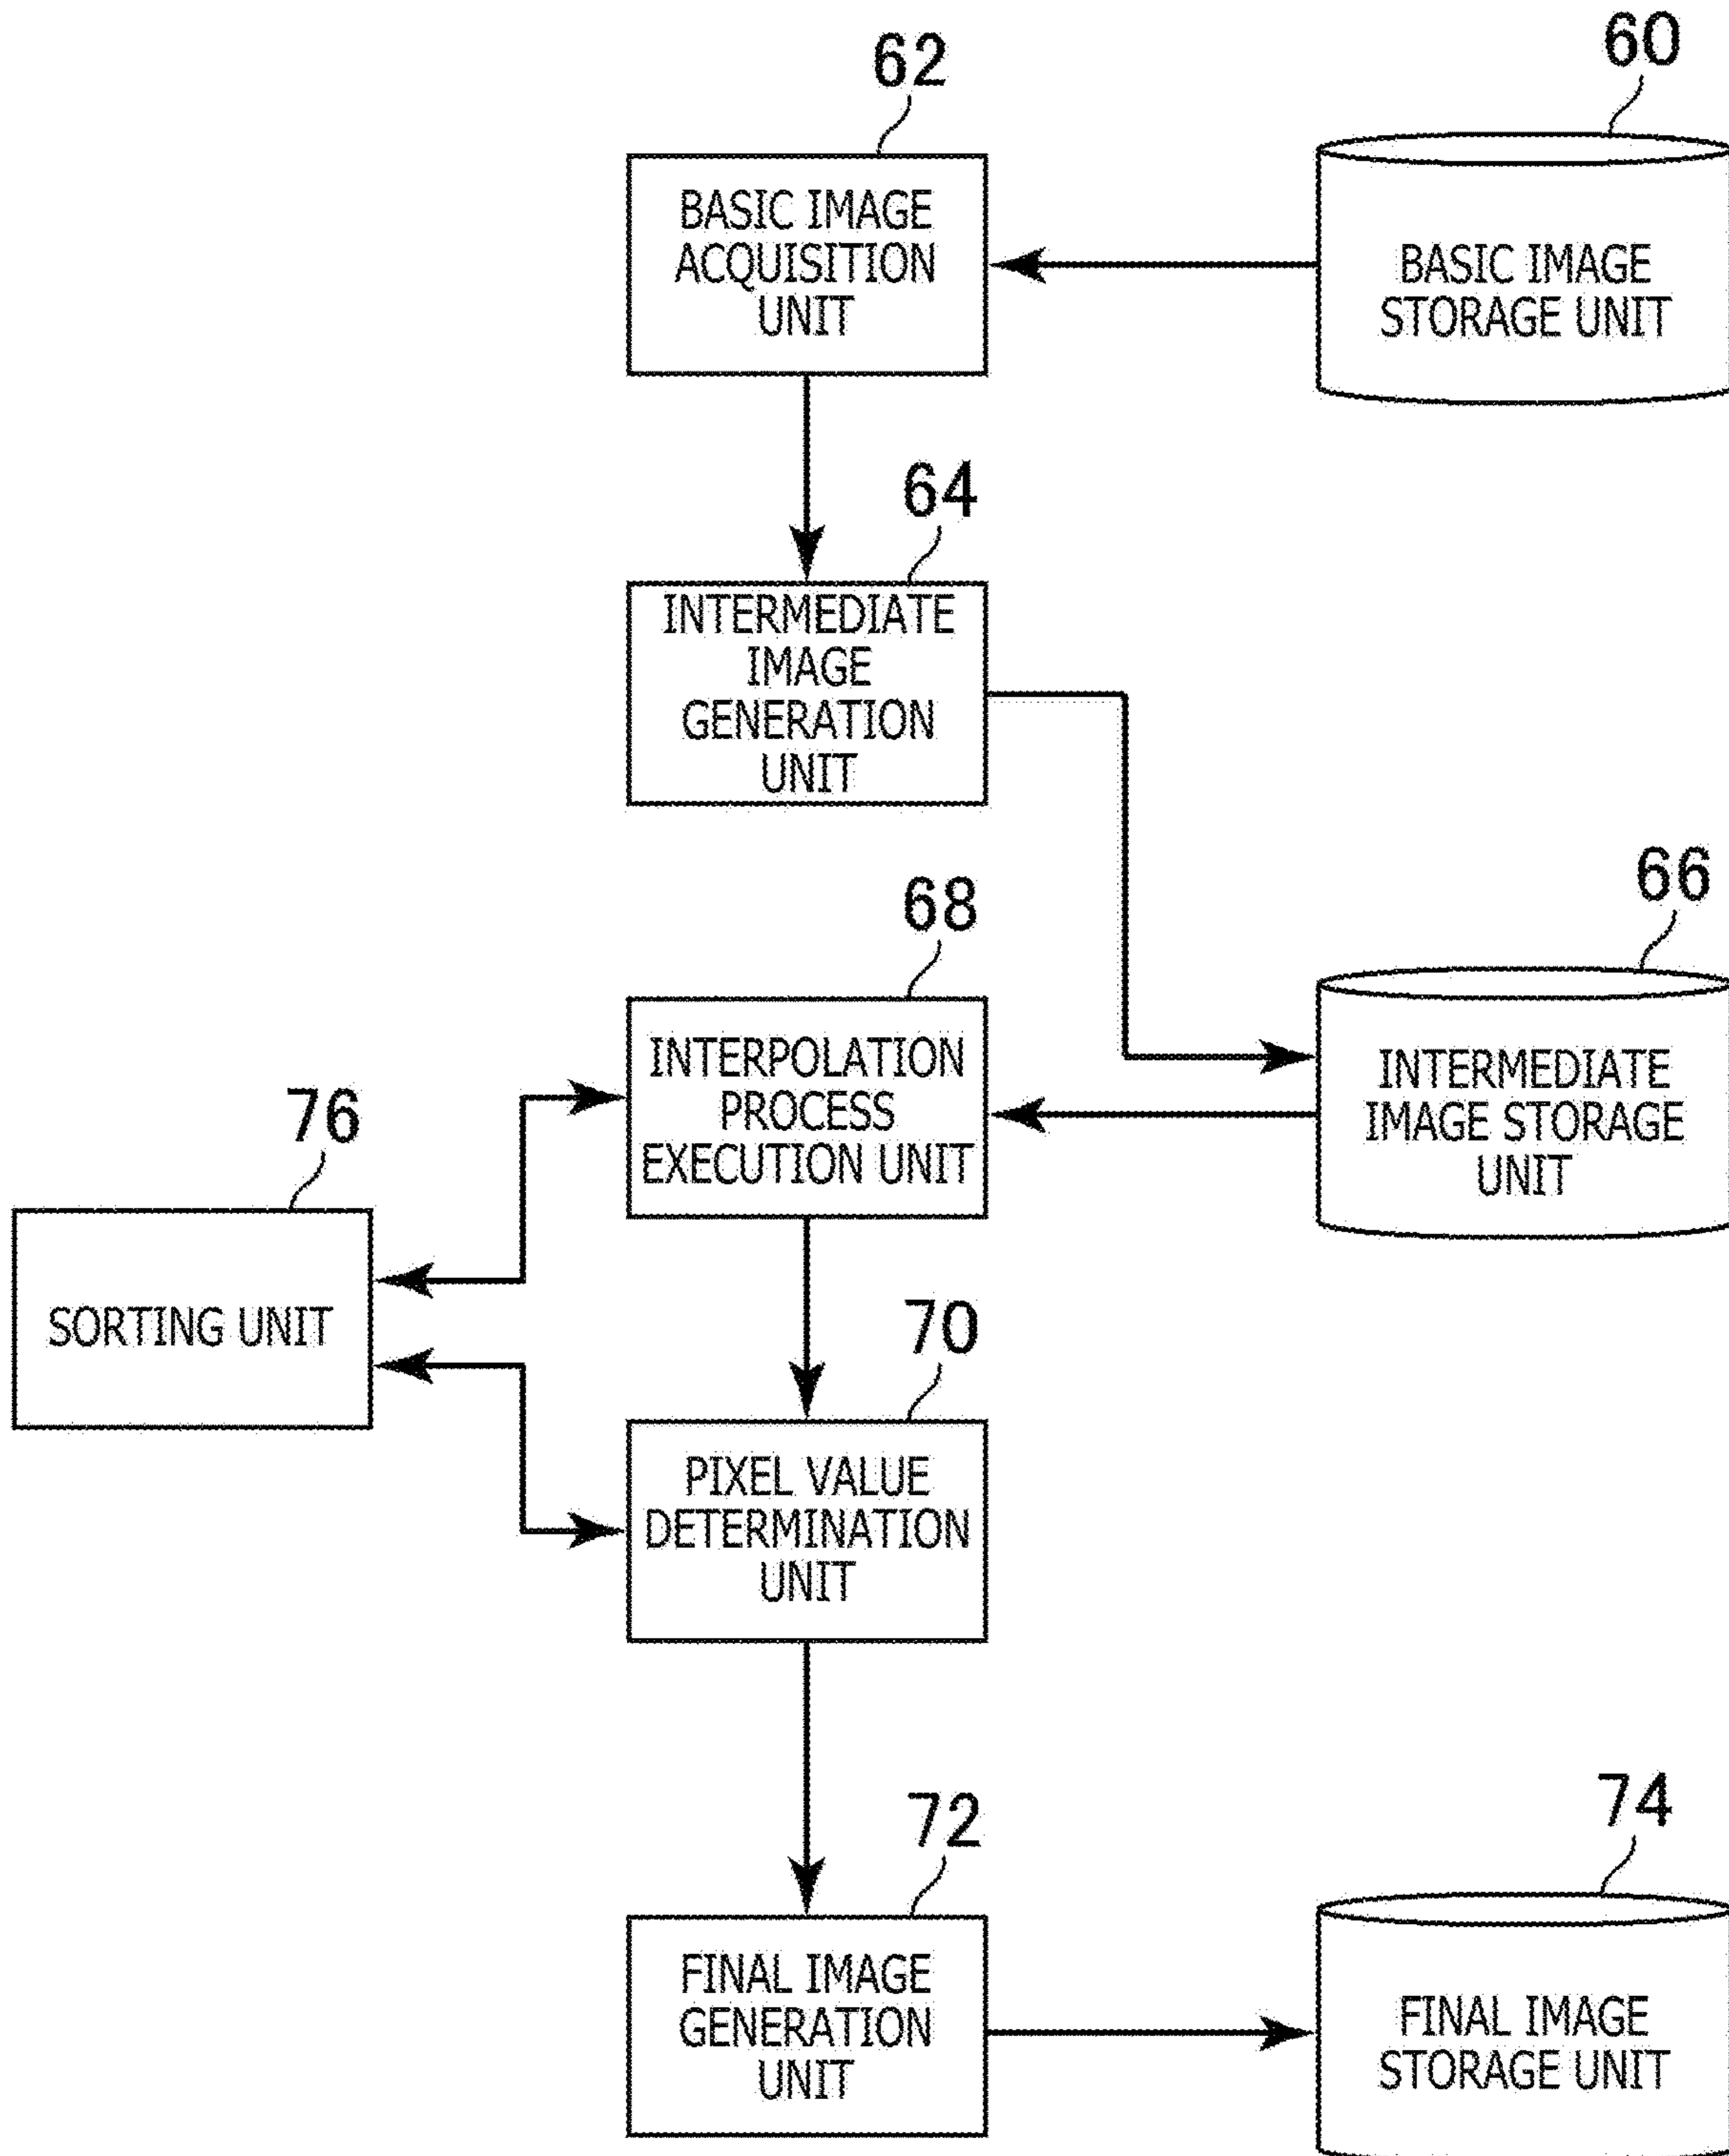 62
60
BASIC IMAGE
ACQUISITION
UNIT
BASIC IMAGE
STORAGE UNIT
64
INTERMEDIATE
IMAGE
GENERATION
UNIT
68
66
INTERPOLATION
PROCESS
EXECUTION UNIT
INTERMEDIATE
IMAGE STORAGE
UNIT
76
SORTING UNIT
70
PIXEL VALUE
DETERMINATION
UNIT
72
74
FINAL IMAGE
GENERATION
UNIT
FINAL IMAGE
STORAGE UNIT